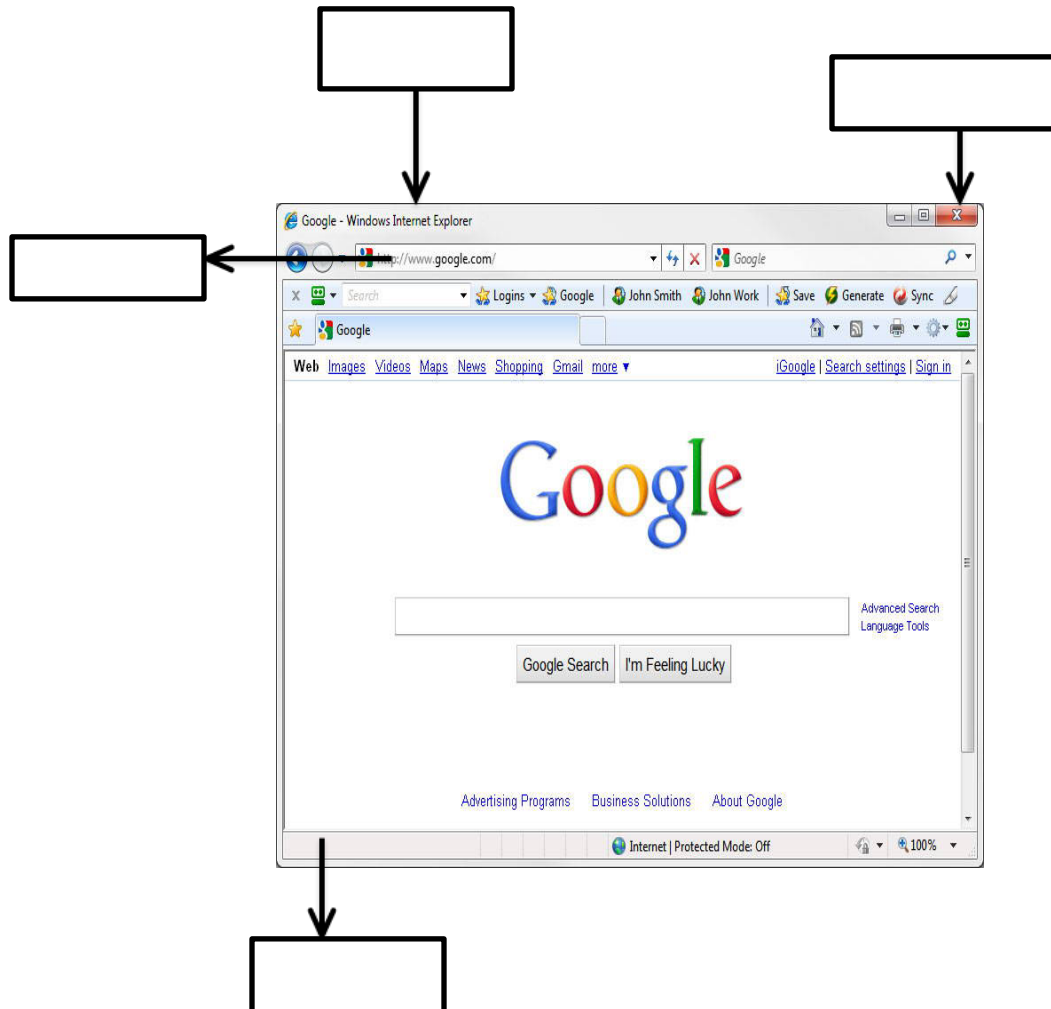 Google - Windows Internet Explorer
X
http://www.google.com/ X Google
x Search Logins Google John Smith John Work Save Generate Sync
Google
Web Images Videos Maps News Shopping Gmail more ▼ iGoogle | Search settings | Sign in
Google
Advanced Search
Language Tools
Google Search I'm Feeling Lucky
Advertising Programs Business Solutions About Google
Internet | Protected Mode: Off 100%